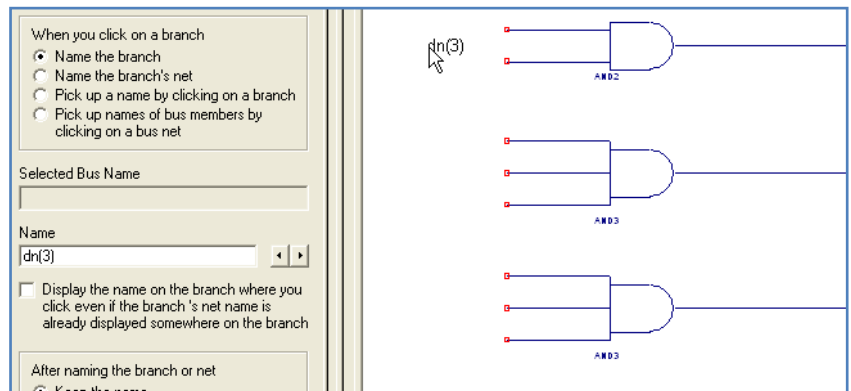 When you click on a branch
Name the branch
Name the branch's net
Pick up a name by clicking on a branch
Pick up names of bus members by
clicking on a bus net
Selected Bus Name
Name
dn(3)
Display the name on the branch where you
click even if the branch 's net name is
already displayed somewhere on the branch
After naming the branch or net
Keep the name
dn(3)
AND2
AND3
AND3